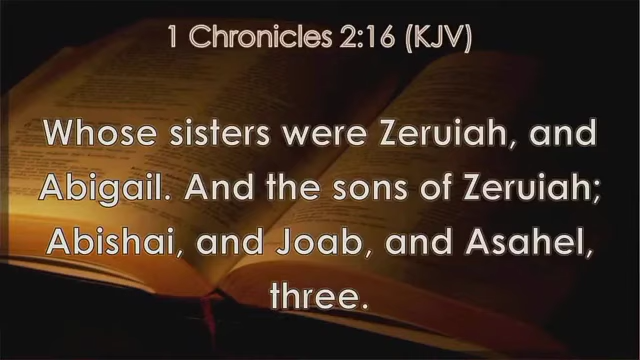 1 Chronicles 2:16 (KJV)
Whose sisters were Zeruiah, and
Abigail. And the sons of Zeruiah;
Abishai, and Joab, and Asahel,
three.